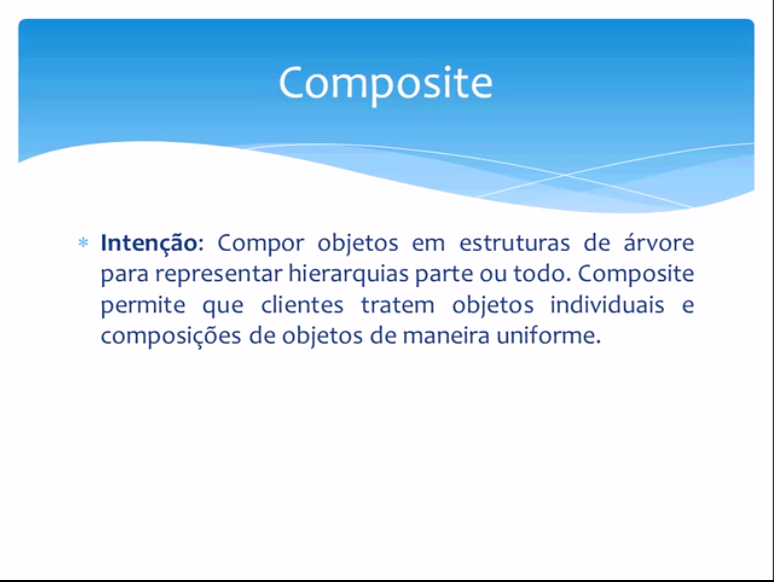 Composite
* Intenção: Compor objetos em estruturas de árvore
para representar hierarquias parte ou todo. Composite
permite que clientes tratem objetos individuais e
composições de objetos de maneira uniforme.